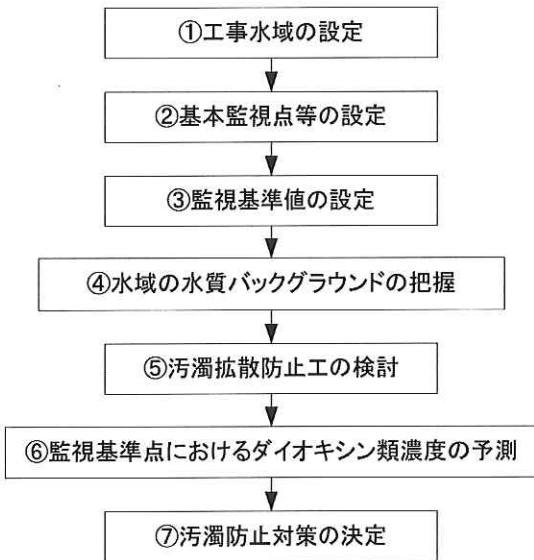 ①工事水域の設定
②基本監視点等の設定
③監視基準値の設定
④水域の水質バックグラウンドの把握
⑤汚濁拡散防止工の検討
⑥監視基準点におけるダイオキシン類濃度の予測
⑦汚濁防止対策の決定